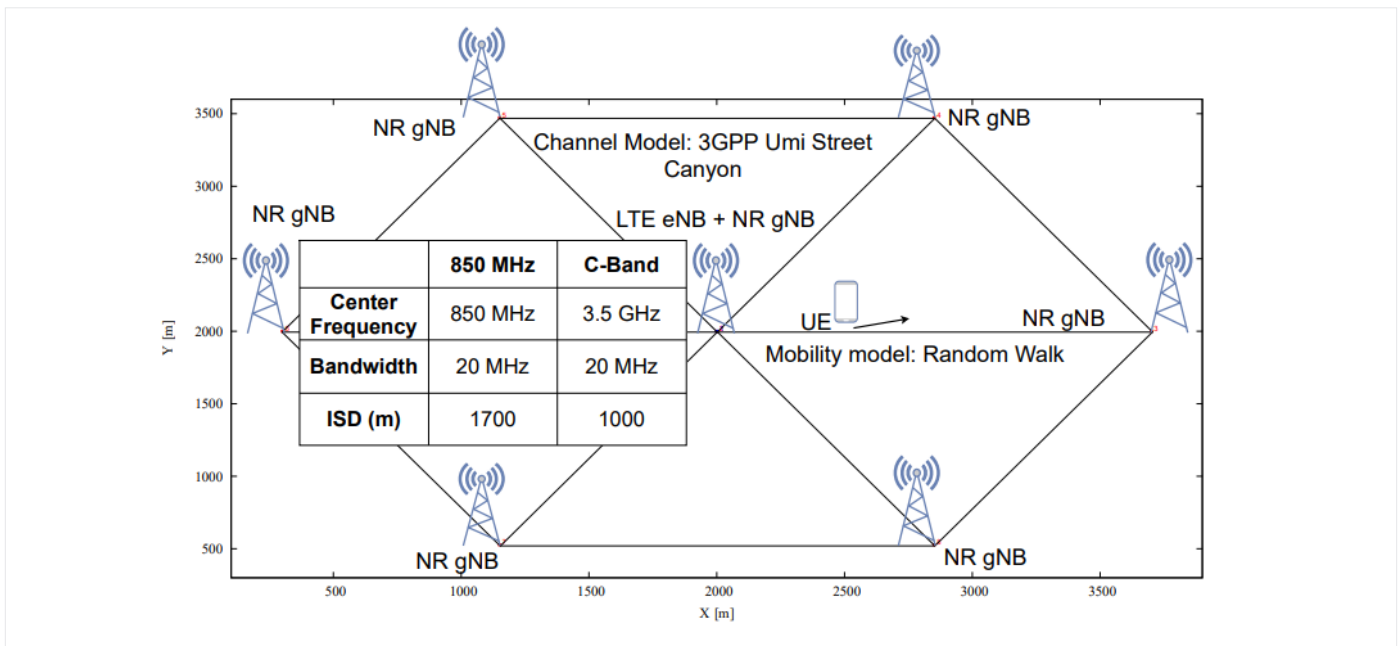 NR gNB
NR gNB
Channel Model: 3GPP Umi Street
Canyon
NR gNB
LTE eNB + NR gNB
850 MHz
C-Band
Center
Frequency
850 MHz
3.5 GHz
Bandwidth
20 MHz
20 MHz
ISD (m)
1700
1000
UE
NR gNB
Mobility model: Random Walk
NR gNB
NR gNB
Y [m]
3500
3000
2500
2000
1500
1000
500
500
1000
1500
2000
2500
3000
3500
X [m]
5
4
3